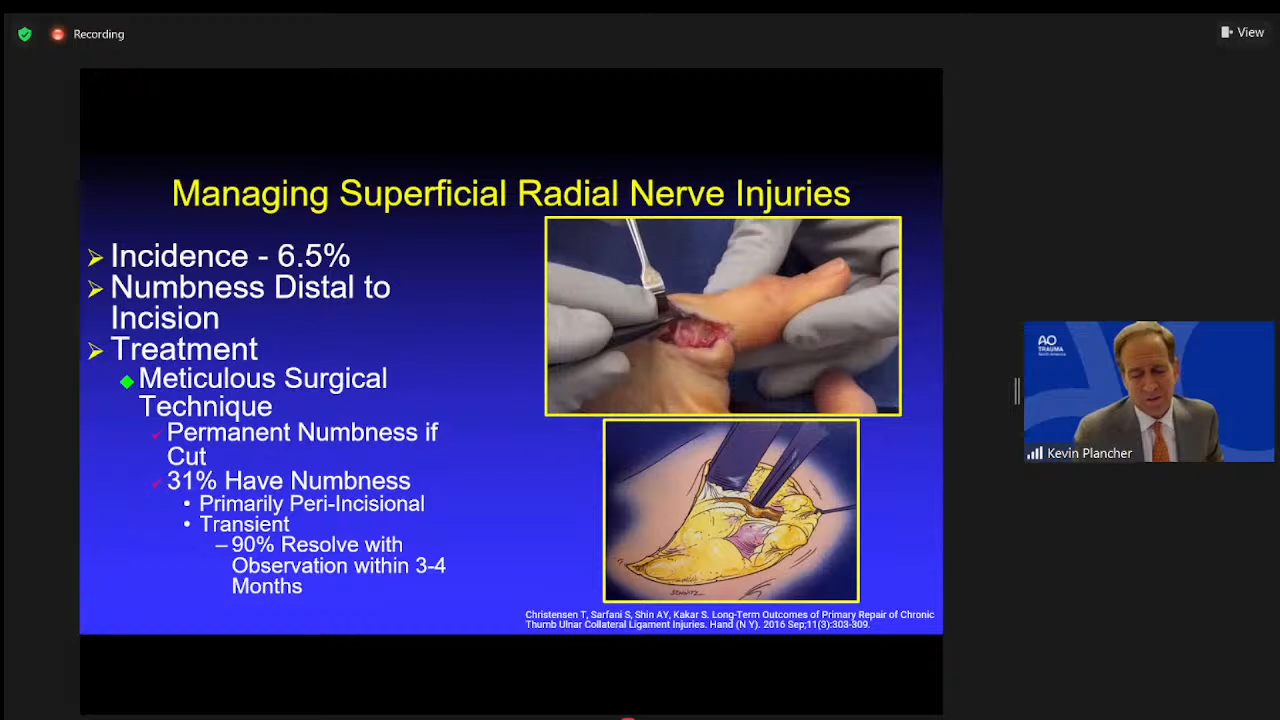 Recording
View
Managing Superficial Radial Nerve Injuries
Incidence - 6.5%
Numbness Distal to
Incision
Treatment
Meticulous Surgical
Technique
Permanent Numbness if
Cut
31% Have Numbness
• Primarily Peri-Incisional
• Transient
–90% Resolve with
Observation within 3-4
Months
Christensen T, Sarfani S, Shin AY, Kakar S. Long-Term Outcomes of Primary Repair of Chronic
Thumb Ulnar Collateral Ligament Injuries. Hand (N Y). 2016 Sep;11(3):303-309.
AO
TRAUMA
North America
Kevin Plancher